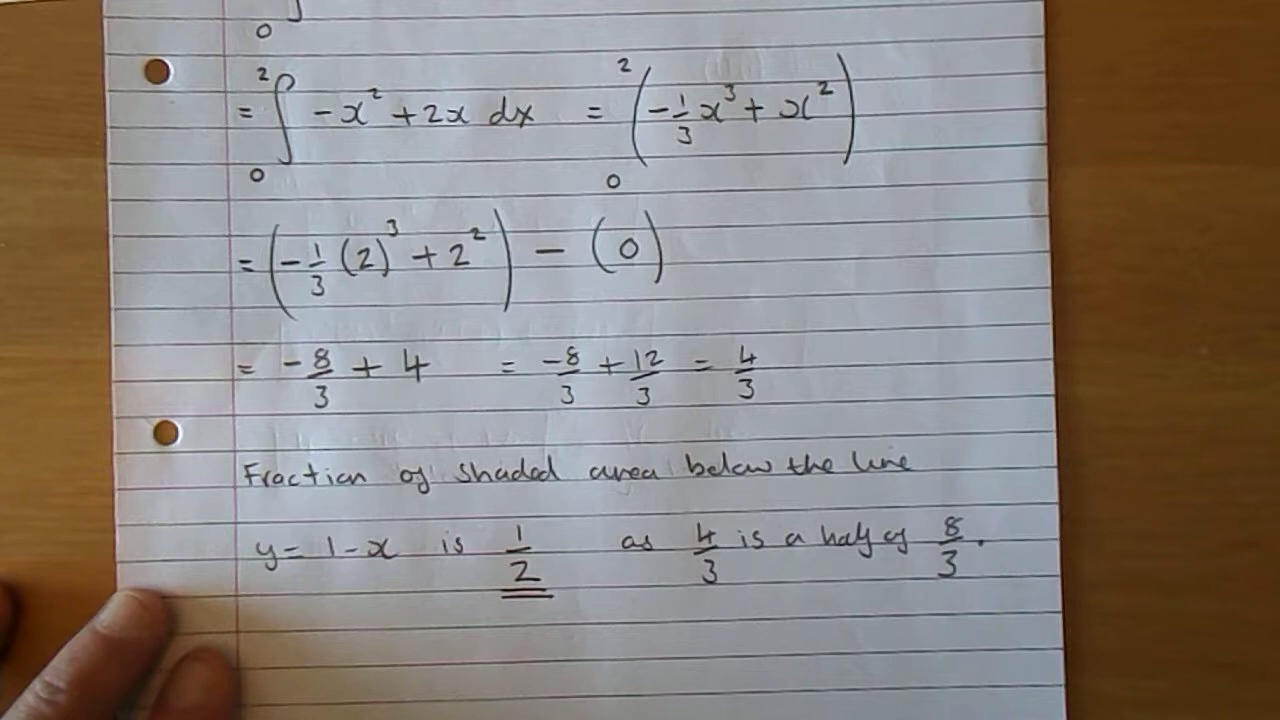 ∫
0
= ∫₀² -x² + 2x dx = ₀²(-1/3 x³ + x²)
= (-1/3 (2)³ + 2²) - (0)
= -8/3 + 4 = -8/3 + 12/3 = 4/3
Fraction of shaded area below the line
y = 1-x is 1/2 as 4/3 is a half of 8/3.